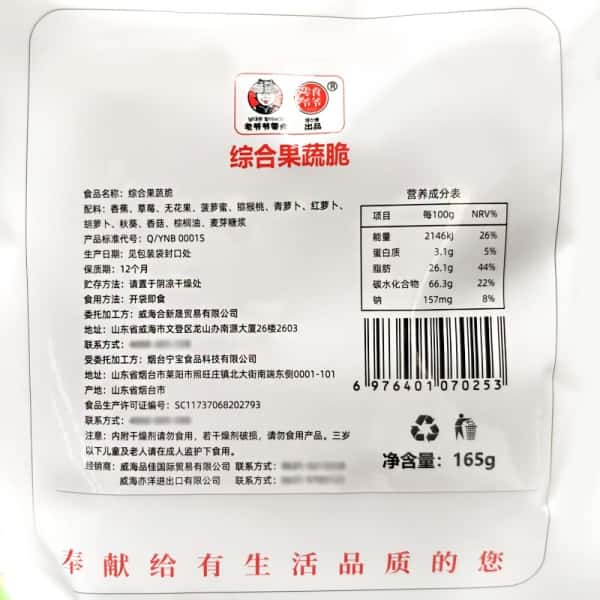 老爷爷零食
出品
®
综合果蔬脆
食品名称：综合果蔬脆
配料：香蕉、草莓、无花果、菠萝蜜、猕猴桃、青萝卜、红萝卜、
胡萝卜、秋葵、香菇、棕榈油、麦芽糖浆
产品标准代号：Q/YNB 0001S
生产日期：见包装袋封口处
保质期：12个月
贮存方法：请置于阴凉干燥处
食用方法：开袋即食
委托加工方：威海合新晟贸易有限公司
地址：山东省威海市文登区龙山办南源大厦26楼2603
联系方式：
受委托加工方：烟台宁宝食品科技有限公司
地址：山东省烟台市莱阳市照旺庄镇北大街南端东侧0001-101
产地：山东省烟台市
食品生产许可证编号：SC11737068202793
联系方式：
注意：内附干燥剂请勿食用，若干燥剂破损，请勿食用产品。三岁
以下儿童及老人请在成人监护下食用。
经销商：威海品佳国际贸易有限公司 联系方式：
威海亦洋进出口有限公司 联系方式：
营养成分表
项目 每100g NRV%
能量 2146kj 26%
蛋白质 3.1g 5%
脂肪 26.1g 44%
碳水化合物 66.3g 22%
钠 157mg 8%
6 976401 070253
净含量：165g
奉献给有生活品质的您